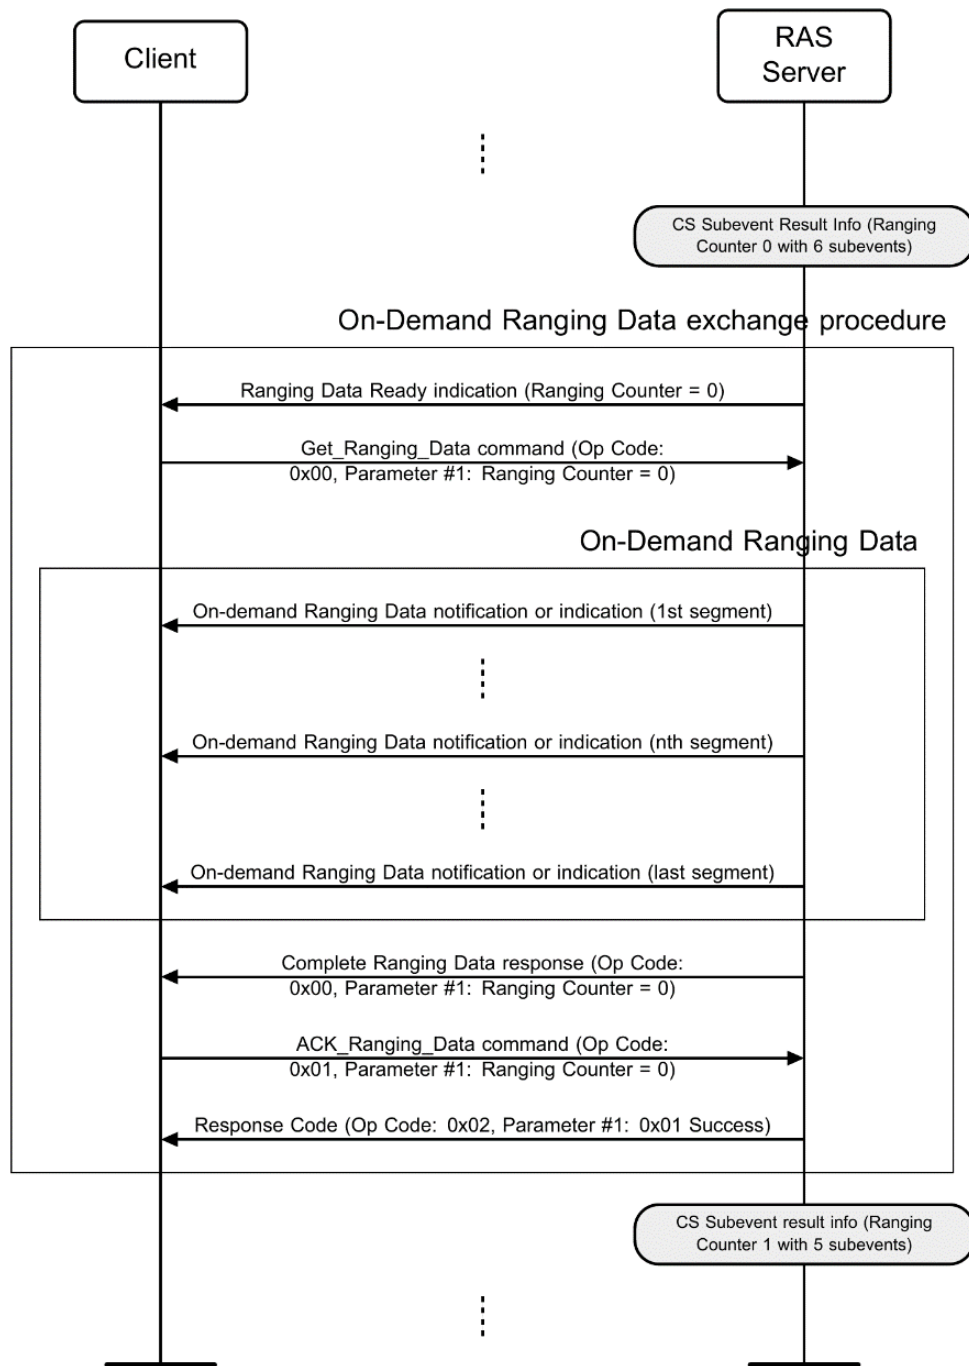 Client
RAS
Server
CS Subevent Result Info (Ranging
Counter 0 with 6 subevents)
On-Demand Ranging Data exchange procedure
Ranging Data Ready indication (Ranging Counter = 0)
Get_Ranging_Data command (Op Code:
0x00, Parameter #1: Ranging Counter = 0)
On-Demand Ranging Data
On-demand Ranging Data notification or indication (1st segment)
On-demand Ranging Data notification or indication (nth segment)
On-demand Ranging Data notification or indication (last segment)
Complete Ranging Data response (Op Code:
0x00, Parameter #1: Ranging Counter = 0)
ACK_Ranging_Data command (Op Code:
0x01, Parameter #1: Ranging Counter = 0)
Response Code (Op Code: 0x02, Parameter #1: 0x01 Success)
CS Subevent result info (Ranging
Counter 1 with 5 subevents)